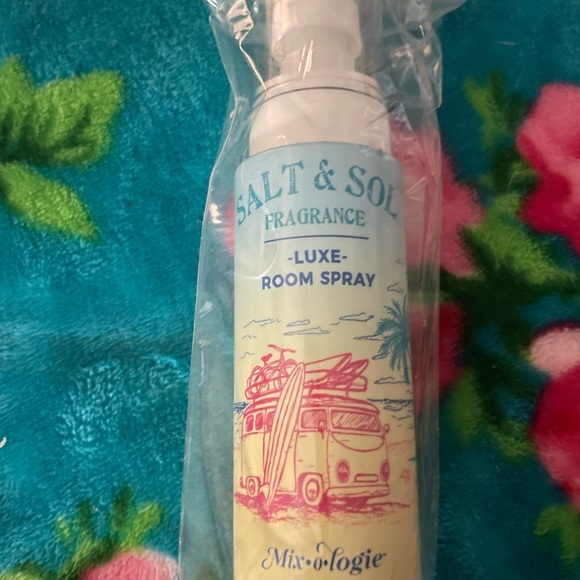 SALT & SOL
FRAGRANCE
-LUXE-
ROOM SPRAY
Mix•o•logie